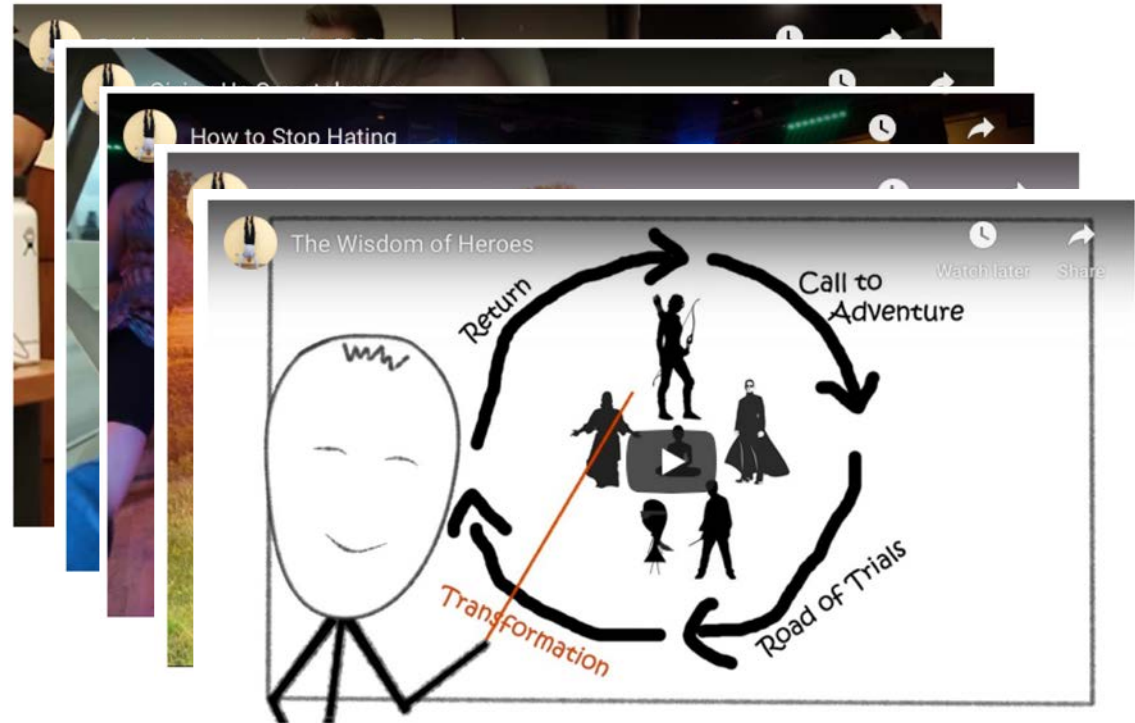 How to Stop Hating
The Wisdom of Heroes
Watch later
Share
Return
Call to
Adventure
Road of Trials
Transformation